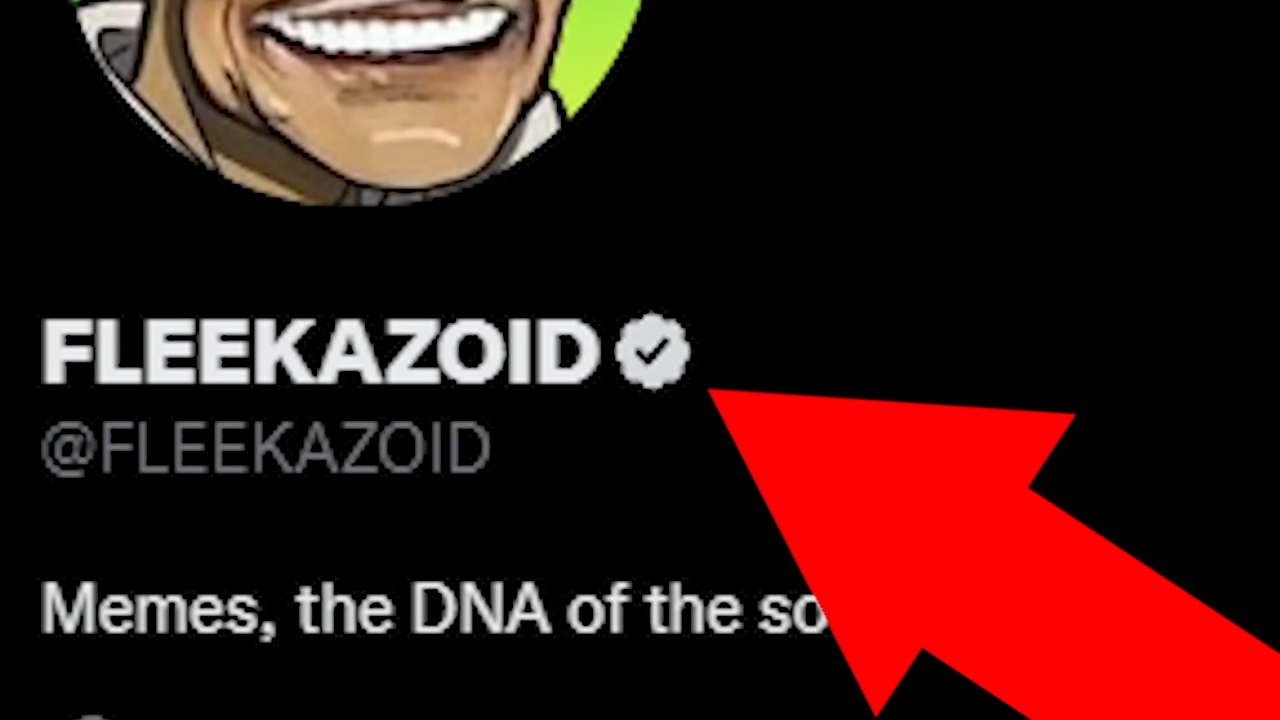 FLEEKAZOID
@FLEEKAZOID
Memes, the DNA of the so